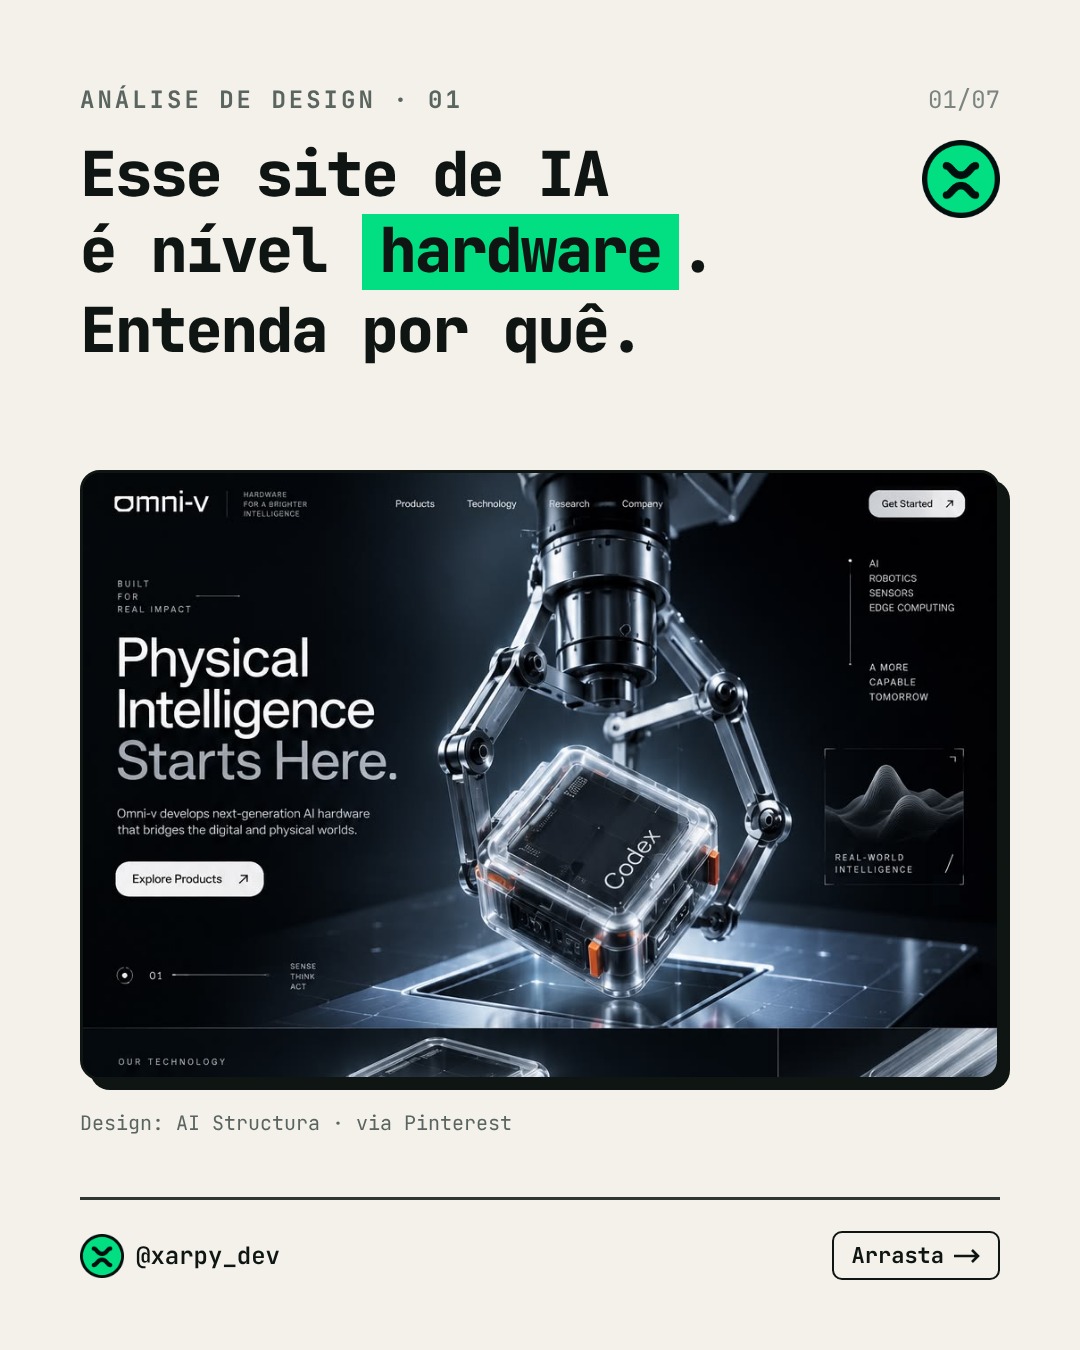 ANÁLISE DE DESIGN · 01
01/07
Esse site de IA
é nível hardware.
Entenda por quê.
omni-v
HARDWARE
FOR A BRIGHTER
INTELLIGENCE
Products
Technology
Research
Company
Get Started ↗
BUILT
FOR
REAL IMPACT
Physical
Intelligence
Starts Here.
Omni-v develops next-generation AI hardware
that bridges the digital and physical worlds.
Explore Products ↗
01
SENSE
THINK
ACT
Codex
AI
ROBOTICS
SENSORS
EDGE COMPUTING
A MORE
CAPABLE
TOMORROW
REAL-WORLD
INTELLIGENCE /
OUR TECHNOLOGY
Design: AI Structura · via Pinterest
@xarpy_dev
Arrasta →